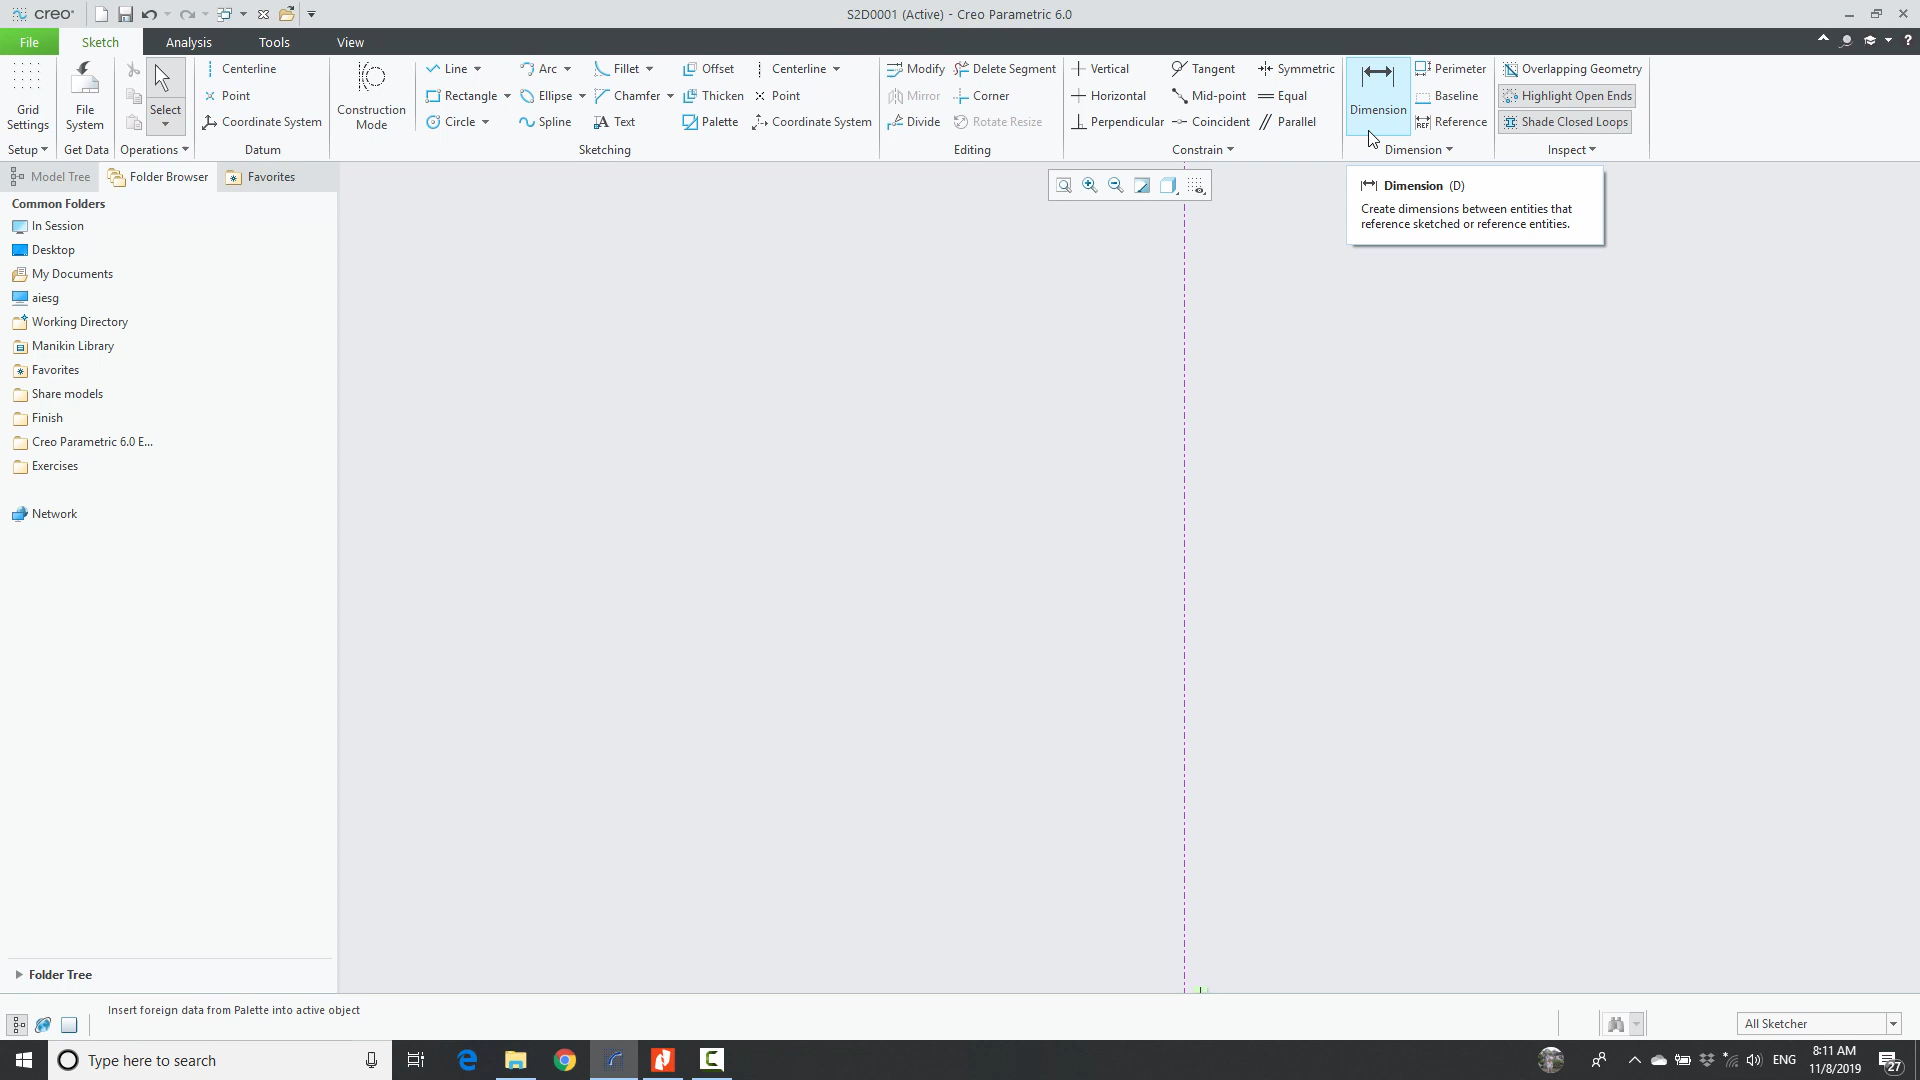 creo
S2D0001 (Active) - Creo Parametric 6.0
File
Sketch
Analysis
Tools
View
?
Grid
Settings
Setup
File
System
Get Data
Select
Operations
Centerline
Point
Coordinate System
Datum
Construction
Mode
Line
Rectangle
Circle
Arc
Ellipse
Spline
Fillet
Chamfer
Text
Offset
Thicken
Palette
Centerline
Point
Coordinate System
Sketching
Modify
Mirror
Divide
Delete Segment
Corner
Rotate Resize
Editing
Vertical
Horizontal
Perpendicular
Tangent
Mid-point
Coincident
Symmetric
Equal
Parallel
Constrain
Dimension
Perimeter
Baseline
REF Reference
Dimension
Overlapping Geometry
Highlight Open Ends
Shade Closed Loops
Inspect
Model Tree
Folder Browser
Favorites
Dimension (D)
Create dimensions between entities that
reference sketched or reference entities.
Common Folders
In Session
Desktop
My Documents
aiesg
Working Directory
Manikin Library
Favorites
Share models
Finish
Creo Parametric 6.0 E...
Exercises
Network
Folder Tree
Insert foreign data from Palette into active object
All Sketcher
Type here to search
ENG
8:11 AM
11/8/2019
27